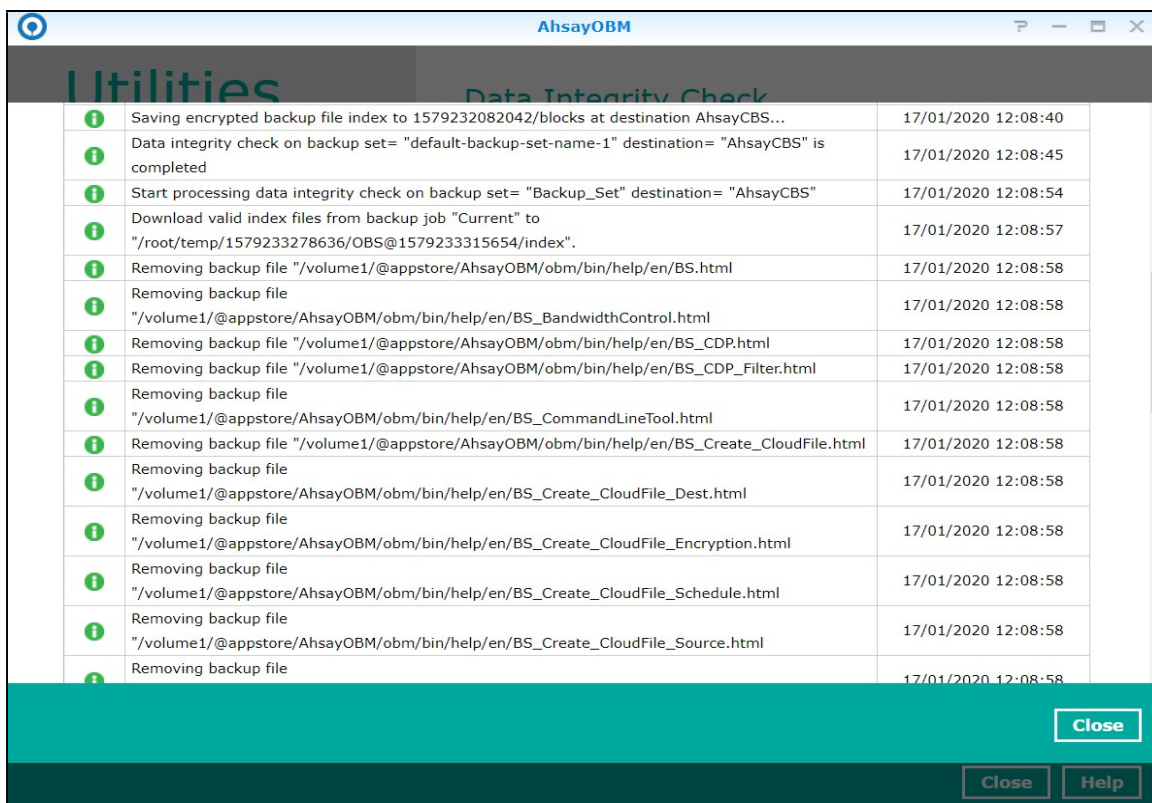 AhsayOBM
Utilities
Data Integrity Check
Saving encrypted backup file index to 1579232082042/blocks at destination AhsayCBS... 17/01/2020 12:08:40
Data integrity check on backup set= "default-backup-set-name-1" destination= "AhsayCBS" is
completed
17/01/2020 12:08:45
Start processing data integrity check on backup set= "Backup_Set" destination= "AhsayCBS" 17/01/2020 12:08:54
Download valid index files from backup job "Current" to
"/root/temp/1579233278636/OBS@1579233315654/index".
17/01/2020 12:08:57
Removing backup file "/volume1/@appstore/AhsayOBM/obm/bin/help/en/BS.html 17/01/2020 12:08:58
Removing backup file
"/volume1/@appstore/AhsayOBM/obm/bin/help/en/BS_BandwidthControl.html
17/01/2020 12:08:58
Removing backup file "/volume1/@appstore/AhsayOBM/obm/bin/help/en/BS_CDP.html 17/01/2020 12:08:58
Removing backup file "/volume1/@appstore/AhsayOBM/obm/bin/help/en/BS_CDP_Filter.html 17/01/2020 12:08:58
Removing backup file
"/volume1/@appstore/AhsayOBM/obm/bin/help/en/BS_CommandLineTool.html
17/01/2020 12:08:58
Removing backup file "/volume1/@appstore/AhsayOBM/obm/bin/help/en/BS_Create_CloudFile.html 17/01/2020 12:08:58
Removing backup file
"/volume1/@appstore/AhsayOBM/obm/bin/help/en/BS_Create_CloudFile_Dest.html
17/01/2020 12:08:58
Removing backup file
"/volume1/@appstore/AhsayOBM/obm/bin/help/en/BS_Create_CloudFile_Encryption.html
17/01/2020 12:08:58
Removing backup file
"/volume1/@appstore/AhsayOBM/obm/bin/help/en/BS_Create_CloudFile_Schedule.html
17/01/2020 12:08:58
Removing backup file
"/volume1/@appstore/AhsayOBM/obm/bin/help/en/BS_Create_CloudFile_Source.html
17/01/2020 12:08:58
Removing backup file
17/01/2020 12:08:58
Close
Close Help